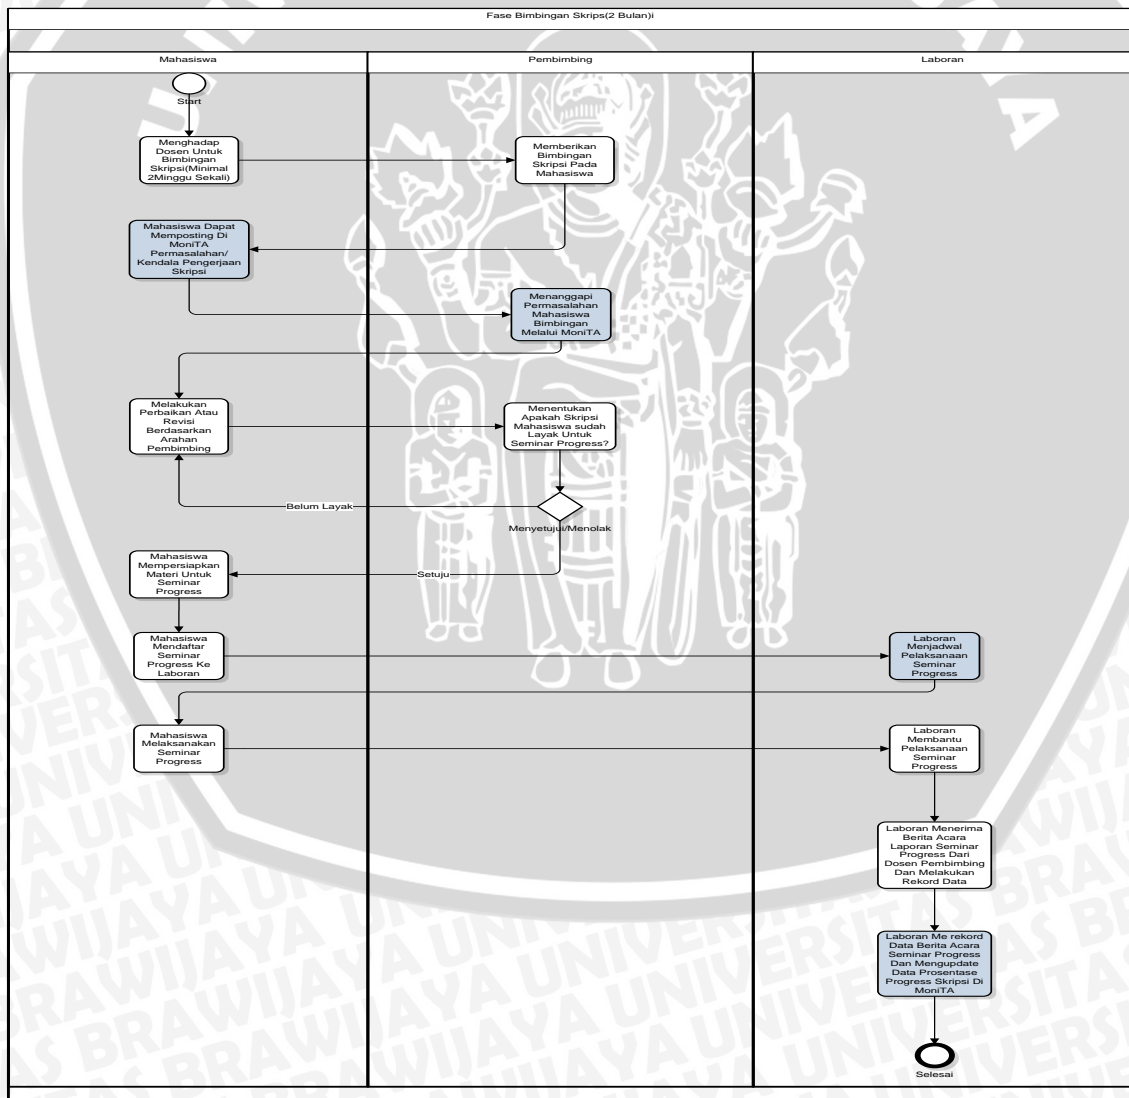 Fase Bimbingan Skrips(2 Bulan)i
Mahasiswa
Pembimbing
Laboran
Start
Menghadap
Dosen Untuk
Bimbingan
Skripsi(Minimal
2Minggu Sekali)
Memberikan
Bimbingan
Skripsi Pada
Mahasiswa
Mahasiswa Dapat
Memposting Di
MoniTA
Permasalahan/
Kendala Pengerjaan
Skripsi
Menanggapi
Permasalahan
Mahasiswa
Bimbingan
Melalui MoniTA
Melakukan
Perbaikan Atau
Revisi
Berdasarkan
Arahan
Pembimbing
Menentukan
Apakah Skripsi
Mahasiswa sudah
Layak Untuk
Seminar Progress?
Belum Layak
Menyetujui/Menolak
Mahasiswa
Mempersiapkan
Materi Untuk
Seminar
Progress
Setuju
Mahasiswa
Mendaftar
Seminar
Progress Ke
Laboran
Laboran
Menjadwal
Pelaksanaan
Seminar
Progress
Mahasiswa
Melaksanakan
Seminar
Progress
Laboran
Membantu
Pelaksanaan
Seminar
Progress
Laboran Menerima
Berita Acara
Laporan Seminar
Progress Dari
Dosen Pembimbing
Dan Melakukan
Rekord Data
Laboran Me rekord
Data Berita Acara
Seminar Progress
Dan Mengupdate
Data Prosentase
Progress Skripsi Di
MoniTA
Selesai